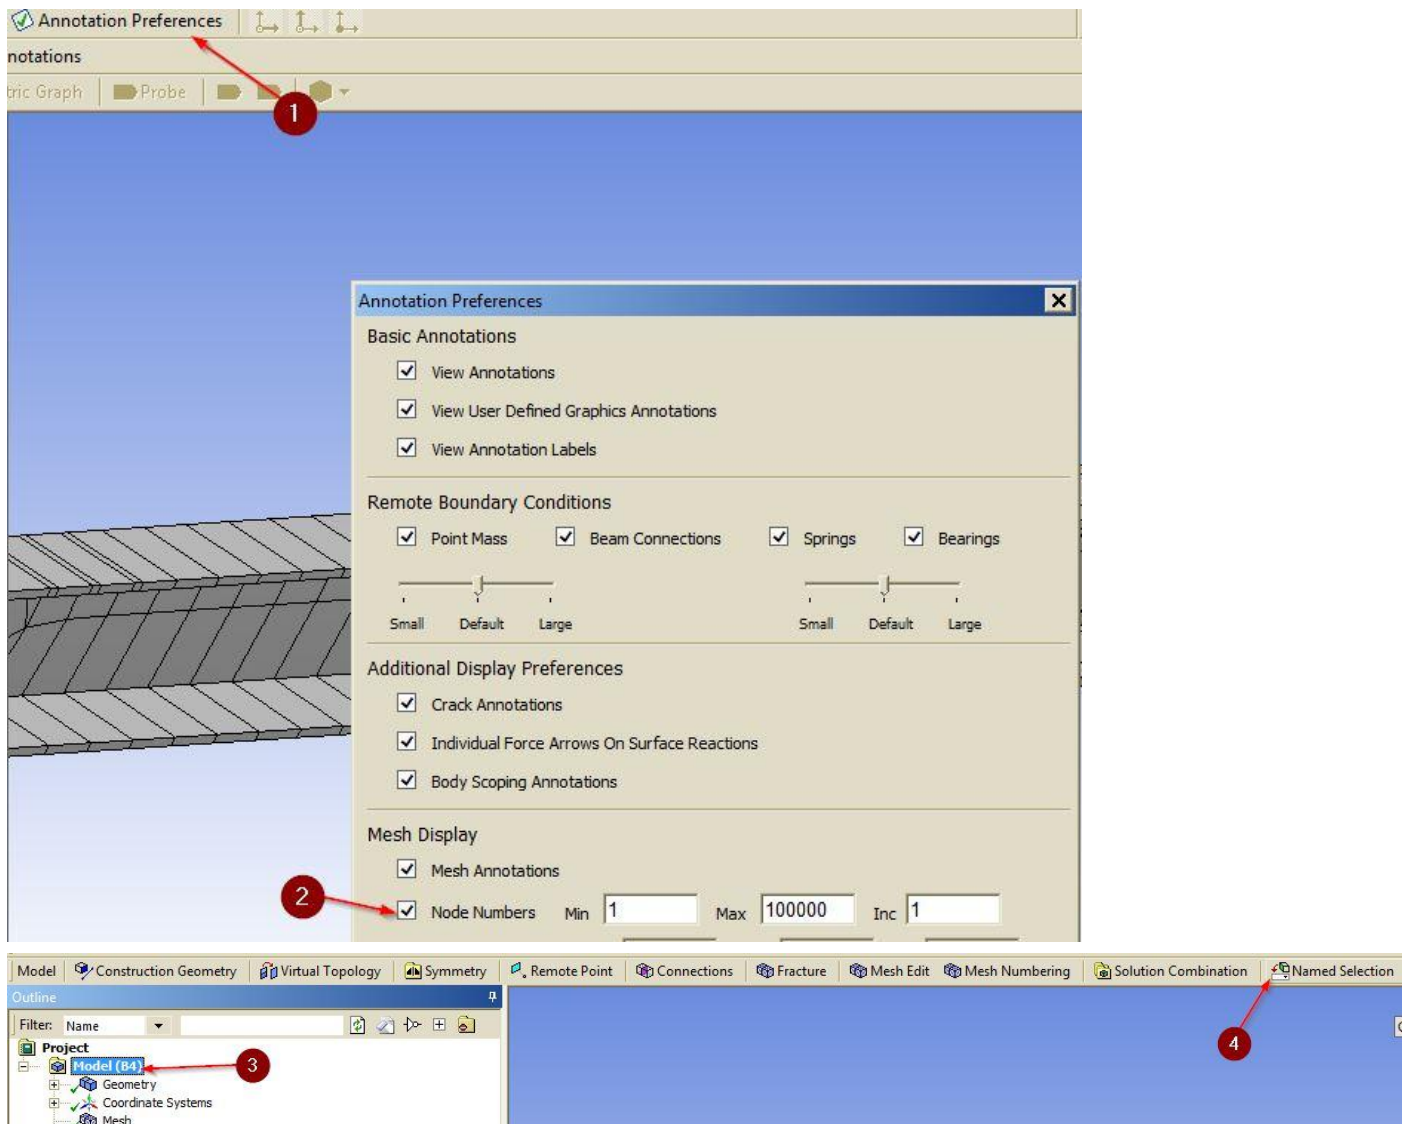 Annotation Preferences
notations
tric Graph Probe
1
Annotation Preferences
Basic Annotations
View Annotations
View User Defined Graphics Annotations
View Annotation Labels
Remote Boundary Conditions
Point Mass Beam Connections Springs Bearings
Small Default Large Small Default Large
Additional Display Preferences
Crack Annotations
Individual Force Arrows On Surface Reactions
Body Scoping Annotations
Mesh Display
Mesh Annotations
2
Node Numbers Min 1 Max 100000 Inc 1
Model Construction Geometry Virtual Topology Symmetry Remote Point Connections Fracture Mesh Edit Mesh Numbering Solution Combination Named Selection
Outline
Filter: Name
4
Project
Model (B4) 3
Geometry
Coordinate Systems
Mesh